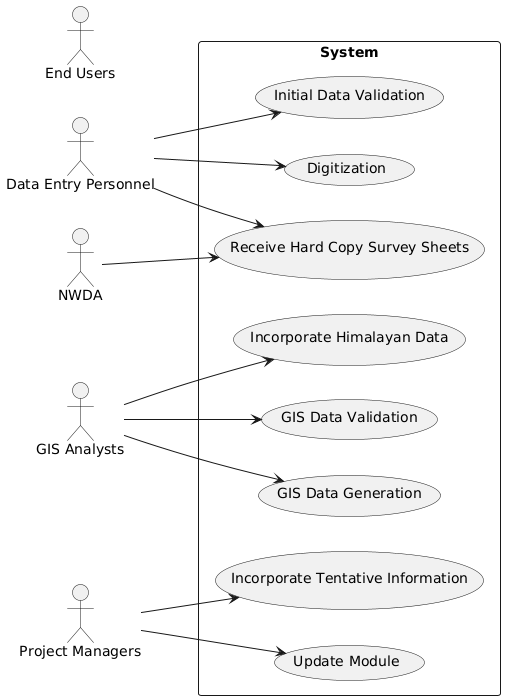 End Users
System
Initial Data Validation
Digitization
Data Entry Personnel
Receive Hard Copy Survey Sheets
NWDA
Incorporate Himalayan Data
GIS Data Validation
GIS Analysts
GIS Data Generation
Incorporate Tentative Information
Project Managers
Update Module